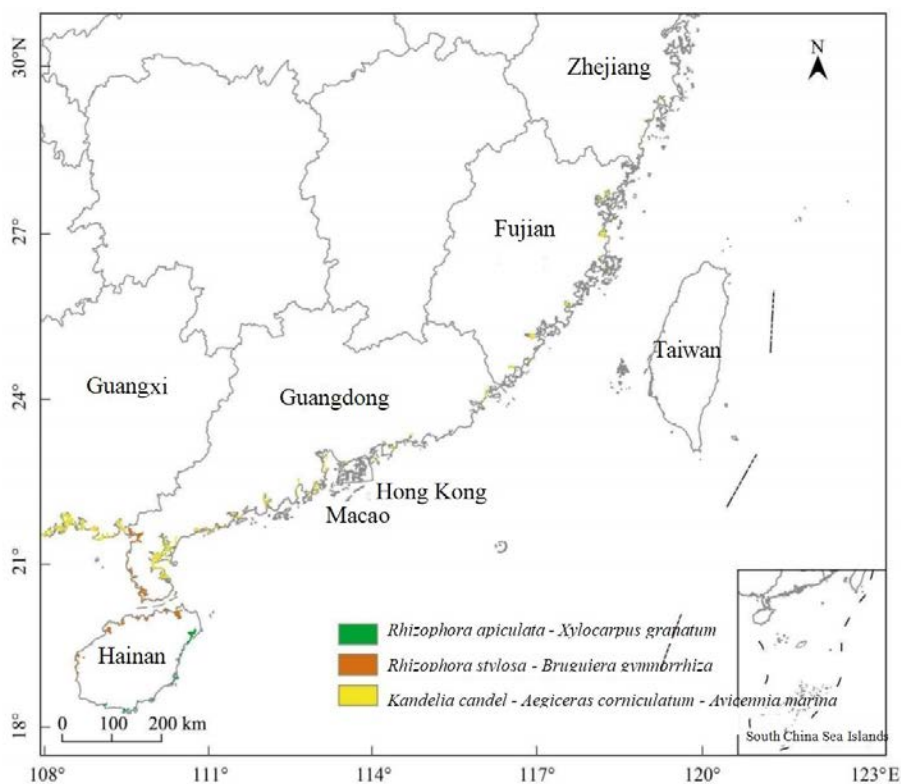 30°N
Zhejiang
N
27°
Fujian
Taiwan
24°
Guangxi
Guangdong
Hong Kong
Macao
21°
Rhizophora apiculata - Xylocarpus granatum
Rhizophora stylosa - Bruguiera gymnorrhiza
Kandelia candel - Aegiceras corniculatum - Avicennia marina
Hainan
0 100 200 km
South China Sea Islands
18°
108° 111° 114° 117° 120° 123°E